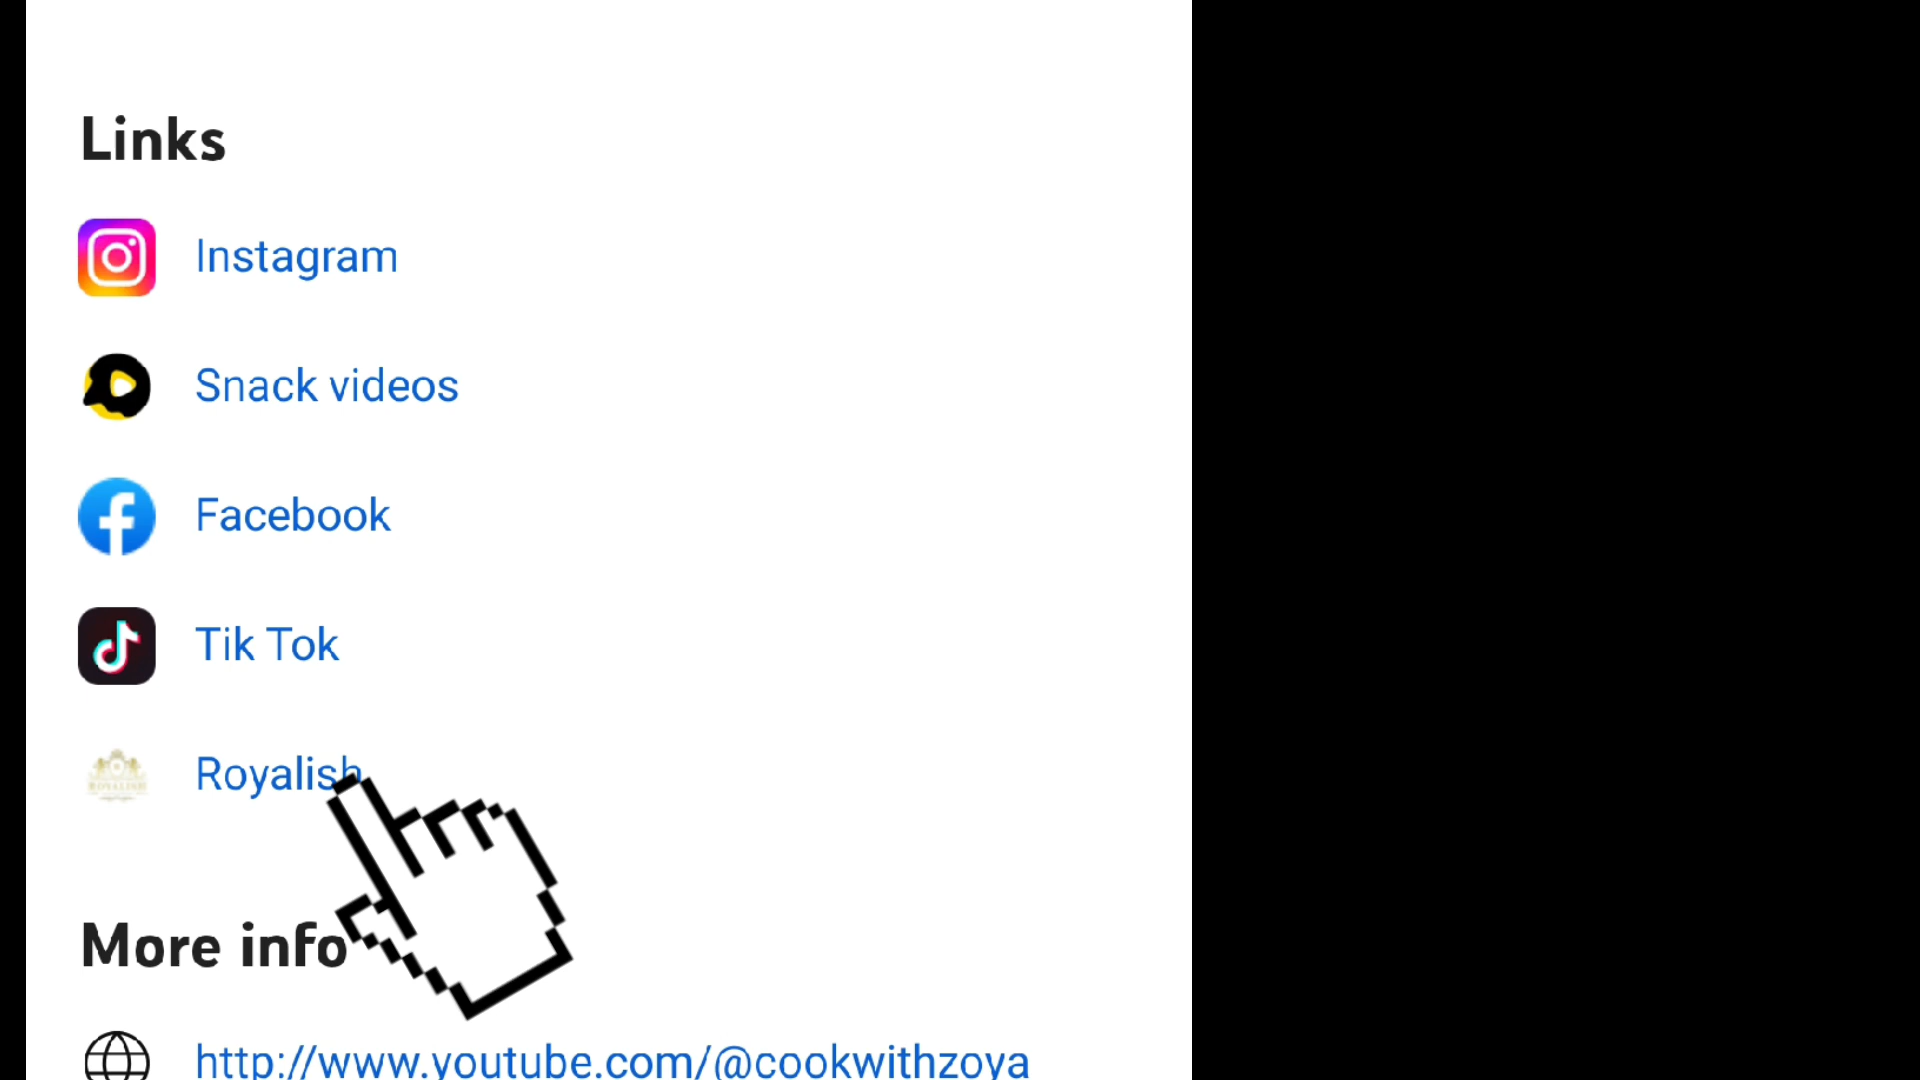 Links
Instagram
Snack videos
Facebook
Tik Tok
Royalish
More info
http://www.youtube.com/@cookwithzoya